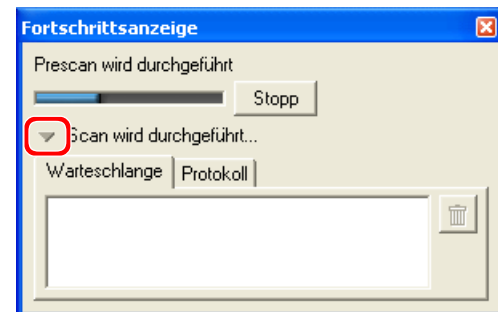 Fortschrittsanzeige
Prescan wird durchgeführt
Stopp
Scan wird durchgeführt...
Warteschlange Protokoll